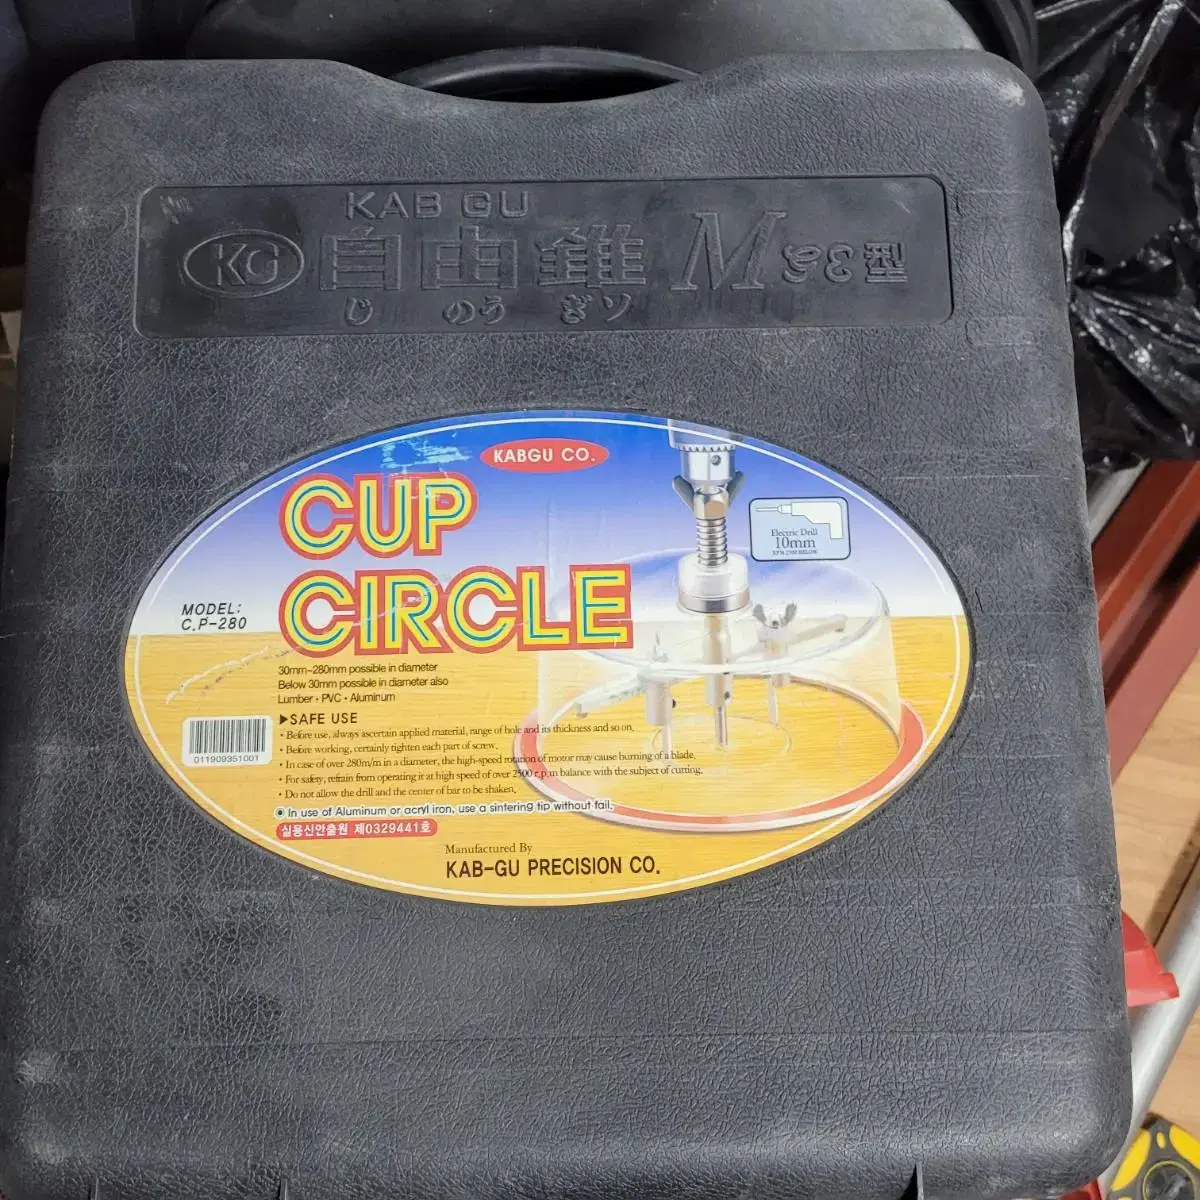 KAB GU
KG 自由錐 M 93 型
じ のう ぎソ
KABGU CO.
CUP
CIRCLE
Electric Drill
10mm
MODEL:
C.P-280
30mm~280mm possible in diameter
Below 30mm possible in diameter also
Lumber · PVC · Aluminum
▶SAFE USE
· Before use, always ascertain applied material, range of hole and its thickness and so on.
· Before working, certainly tighten each part of screw.
· In case of over 280m/m in a diameter, the high-speed rotation of motor may cause burning of a blade.
· For safety, refrain from operating it at high speed of over 2500 r.p.m balance with the subject of cutting.
· Do not allow the drill and the center of bar to be shaken.
◉ In use of Aluminum or acryl iron, use a sintering tip without fail.
실용신안출원 제0329441호
011909351001
Manufactured By
KAB-GU PRECISION CO.